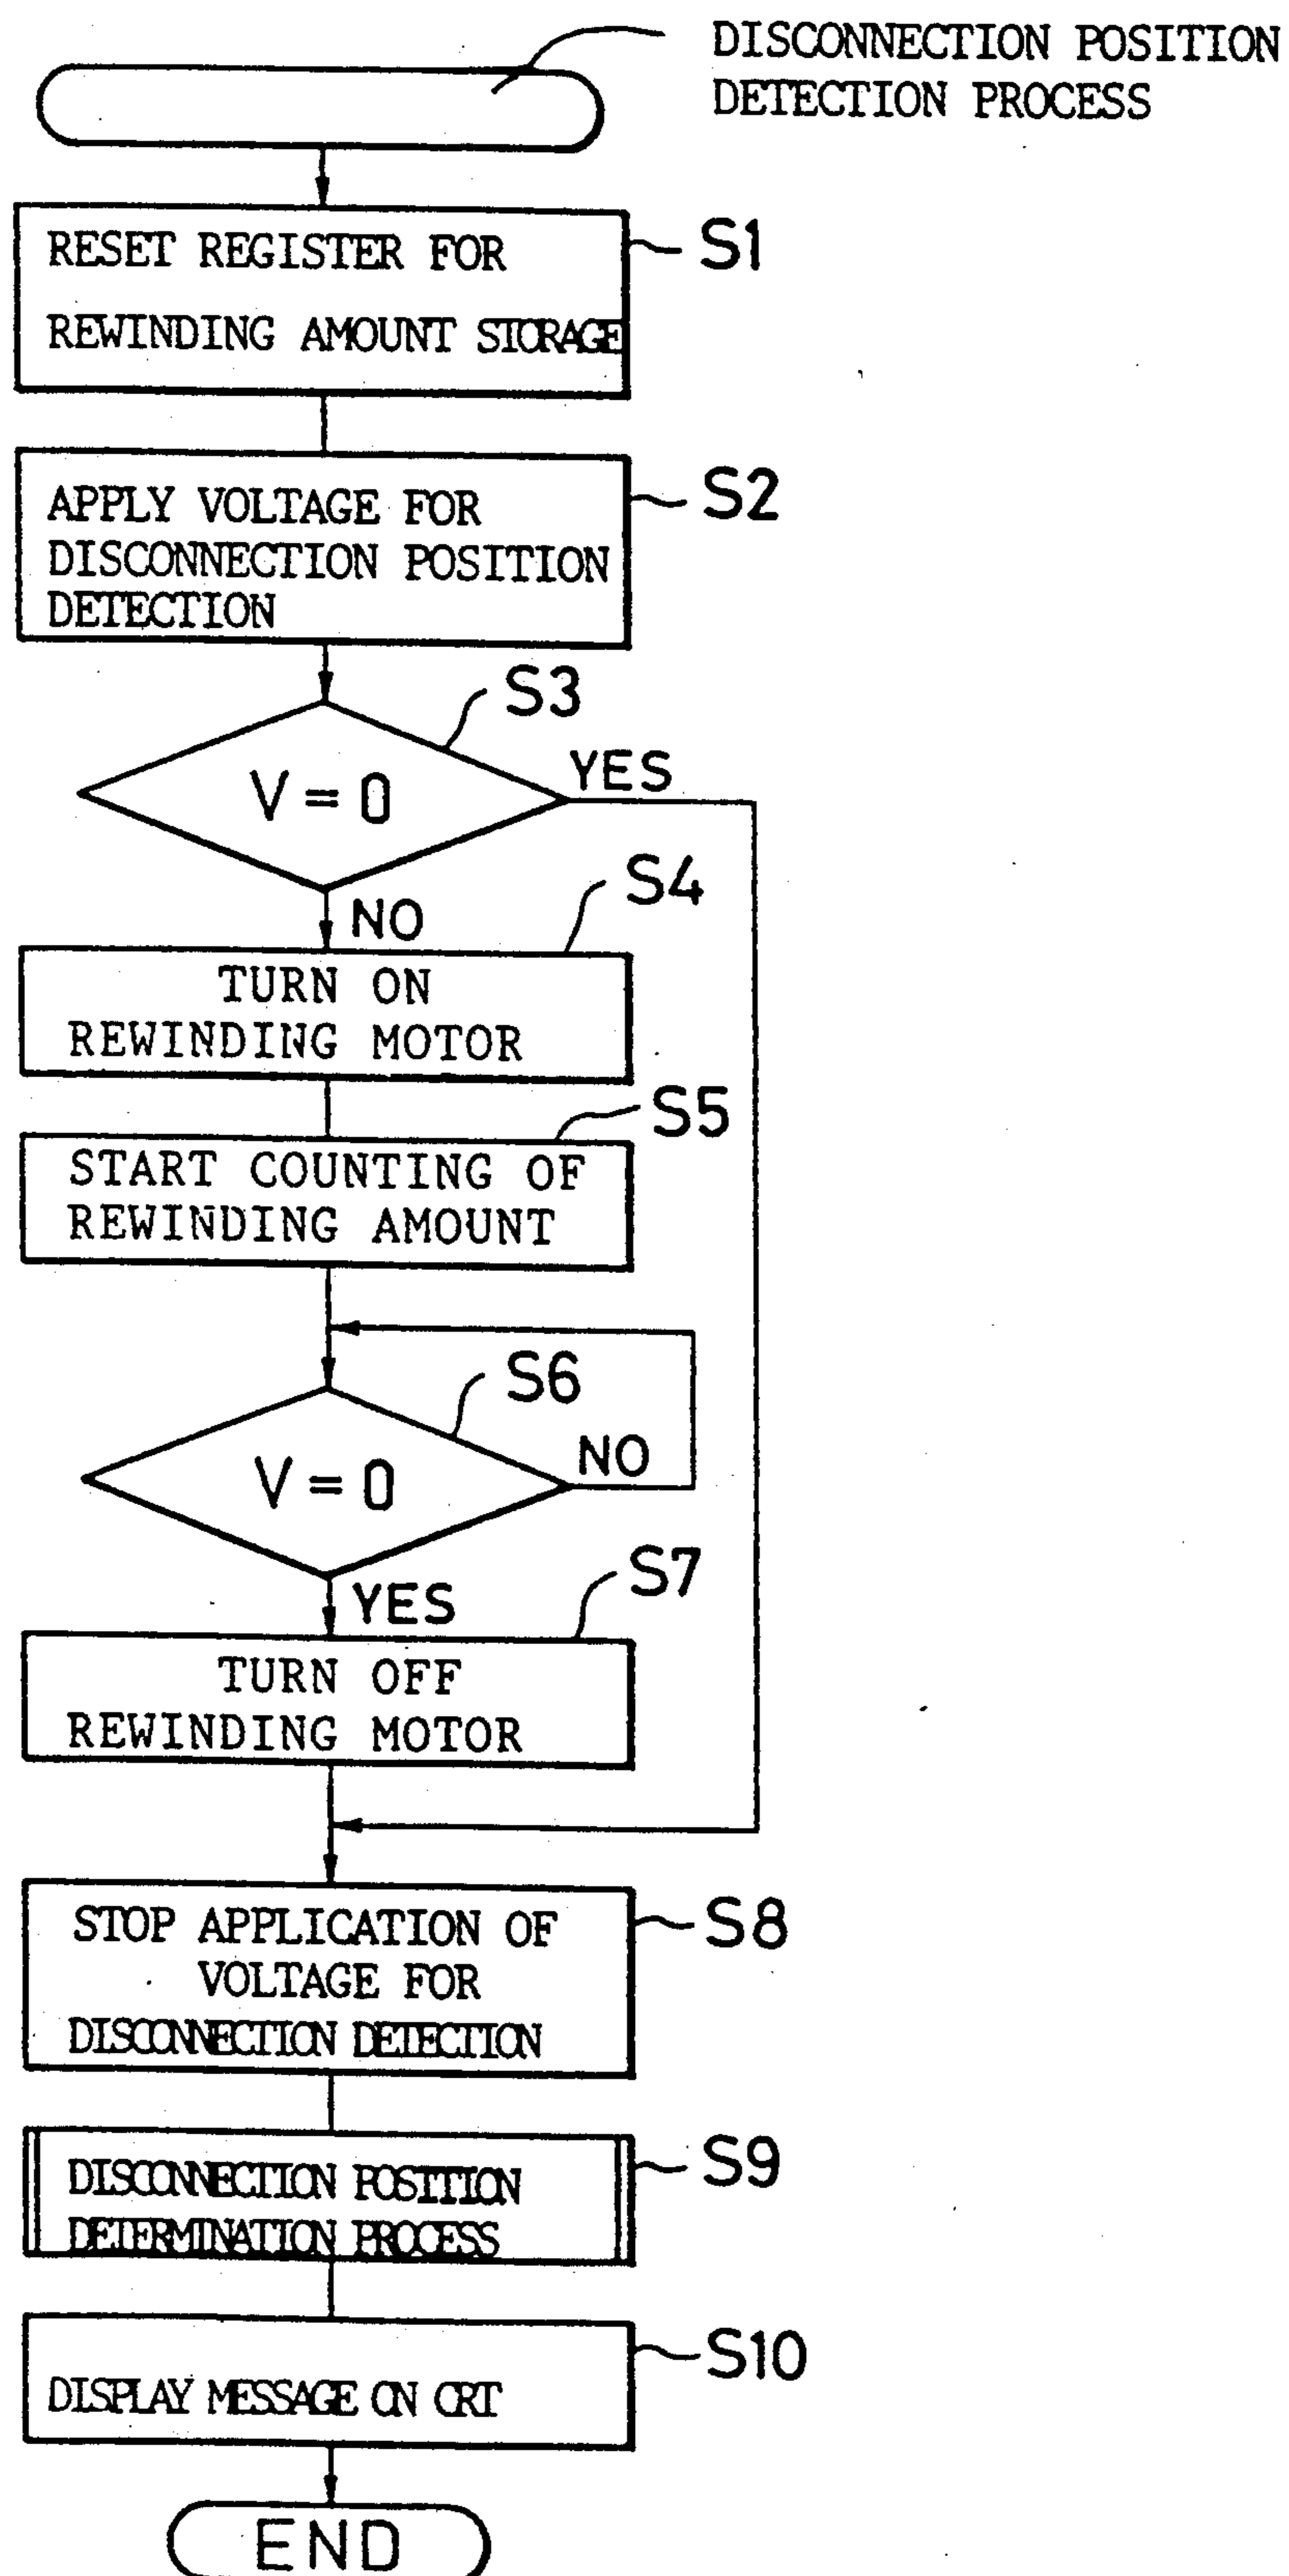 DISCONNECTION POSITION
DETECTION PROCESS
RESET REGISTER FOR
REWINDING AMOUNT STORAGE
S1
APPLY VOLTAGE FOR
DISCONNECTION POSITION
DETECTION
S2
S3
V = 0
YES
NO
S4
TURN ON
REWINDING MOTOR
S5
START COUNTING OF
REWINDING AMOUNT
S6
V = 0
NO
YES
S7
TURN OFF
REWINDING MOTOR
STOP APPLICATION OF
VOLTAGE FOR
DISCONNECTION DETECTION
S8
DISCONNECTION POSITION
DETERMINATION PROCESS
S9
DISPLAY MESSAGE ON CRT
S10
END